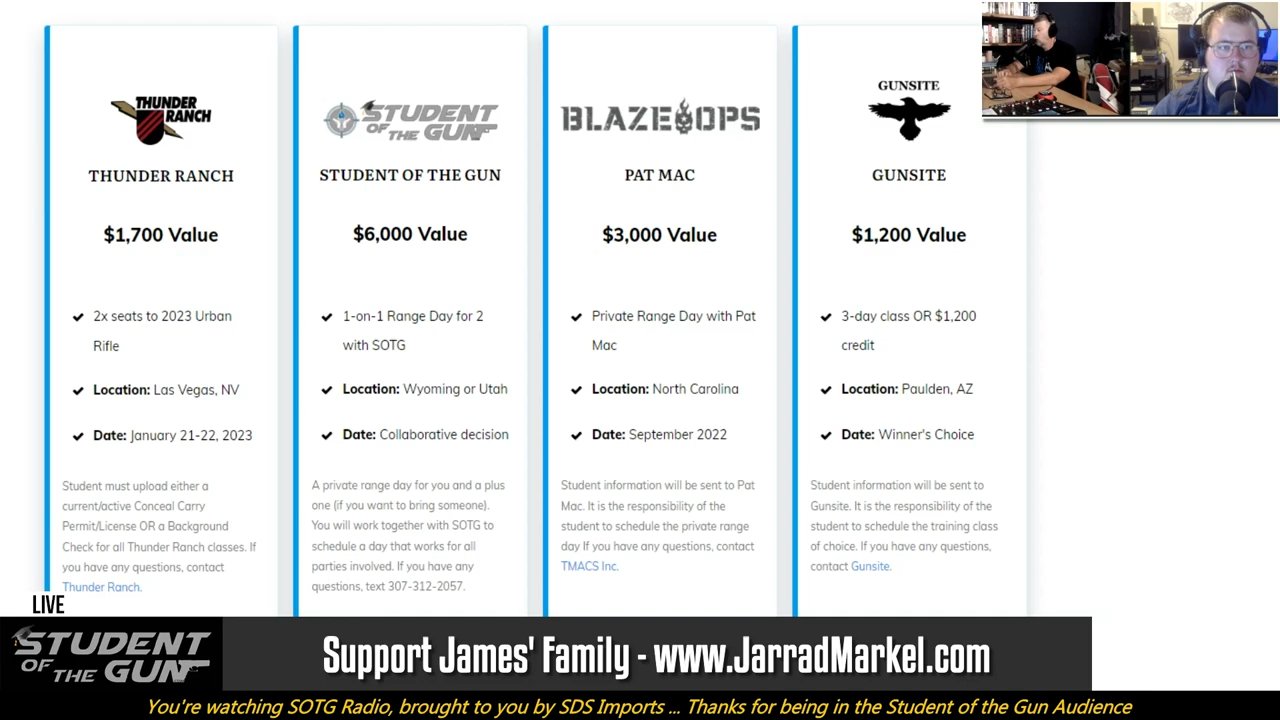 THUNDER
RANCH
THUNDER RANCH
$1,700 Value
2x seats to 2023 Urban
Rifle
Location: Las Vegas, NV
Date: January 21-22, 2023
Student must upload either a
current/active Conceal Carry
Permit/License OR a Background
Check for all Thunder Ranch classes. If
you have any questions, contact
Thunder Ranch.
STUDENT
OF THE GUN
STUDENT OF THE GUN
$6,000 Value
1-on-1 Range Day for 2
with SOTG
Location: Wyoming or Utah
Date: Collaborative decision
A private range day for you and a plus
one (if you want to bring someone).
You will work together with SOTG to
schedule a day that works for all
parties involved. If you have any
questions, text 307-312-2057.
BLAZE OPS
PAT MAC
$3,000 Value
Private Range Day with Pat
Mac
Location: North Carolina
Date: September 2022
Student information will be sent to Pat
Mac. It is the responsibility of the
student to schedule the private range
day If you have any questions, contact
TMACS Inc.
GUNSITE
GUNSITE
$1,200 Value
3-day class OR $1,200
credit
Location: Paulden, AZ
Date: Winner's Choice
Student information will be sent to
Gunsite. It is the responsibility of the
student to schedule the training class
of choice. If you have any questions,
contact Gunsite.
LIVE
STUDENT
OF THE GUN
Support James' Family - www.JarradMarkel.com
You're watching SOTG Radio, brought to you by SDS Imports ... Thanks for being in the Student of the Gun Audience